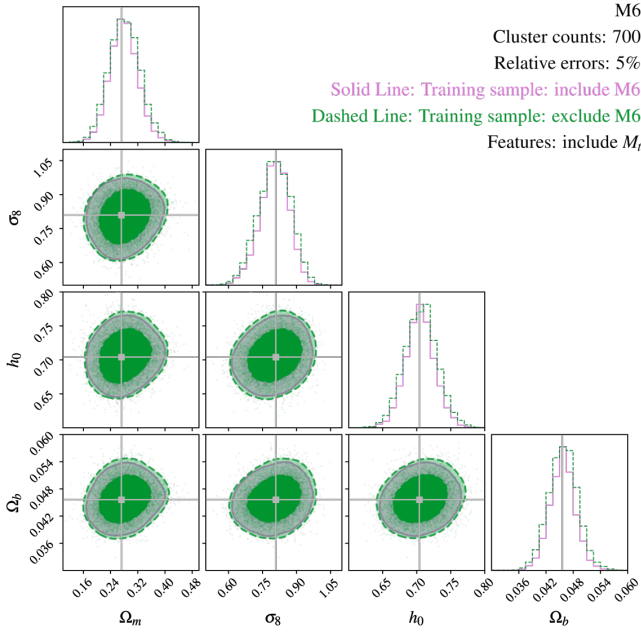 M6
Cluster counts: 700
Relative errors: 5%
Solid Line: Training sample: include M6
Dashed Line: Training sample: exclude M6
Features: include M_t
1.05
0.90
0.75
0.60
σ₈
0.80
0.75
0.70
0.65
h₀
0.060
0.054
0.048
0.042
0.036
Ω_b
0.16 0.24 0.32 0.40 0.48
0.60 0.75 0.90 1.05
0.65 0.70 0.75 0.80
0.036 0.042 0.048 0.054 0.060
Ω_m σ₈ h₀ Ω_b